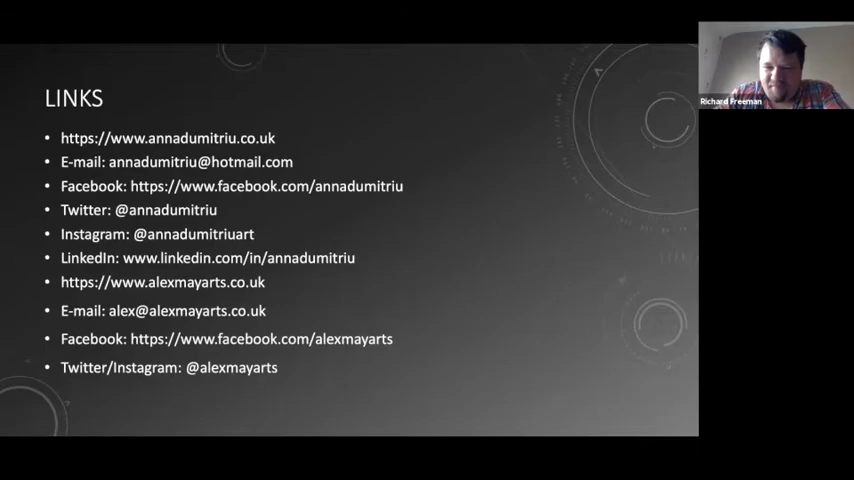 LINKS
• https://www.annadumitriu.co.uk
• E-mail: annadumitriu@hotmail.com
• Facebook: https://www.facebook.com/annadumitriu
• Twitter: @annadumitriu
• Instagram: @annadumitriuart
• LinkedIn: www.linkedin.com/in/annadumitriu
• https://www.alexmayarts.co.uk
• E-mail: alex@alexmayarts.co.uk
• Facebook: https://www.facebook.com/alexmayarts
• Twitter/Instagram: @alexmayarts
Richard Freeman